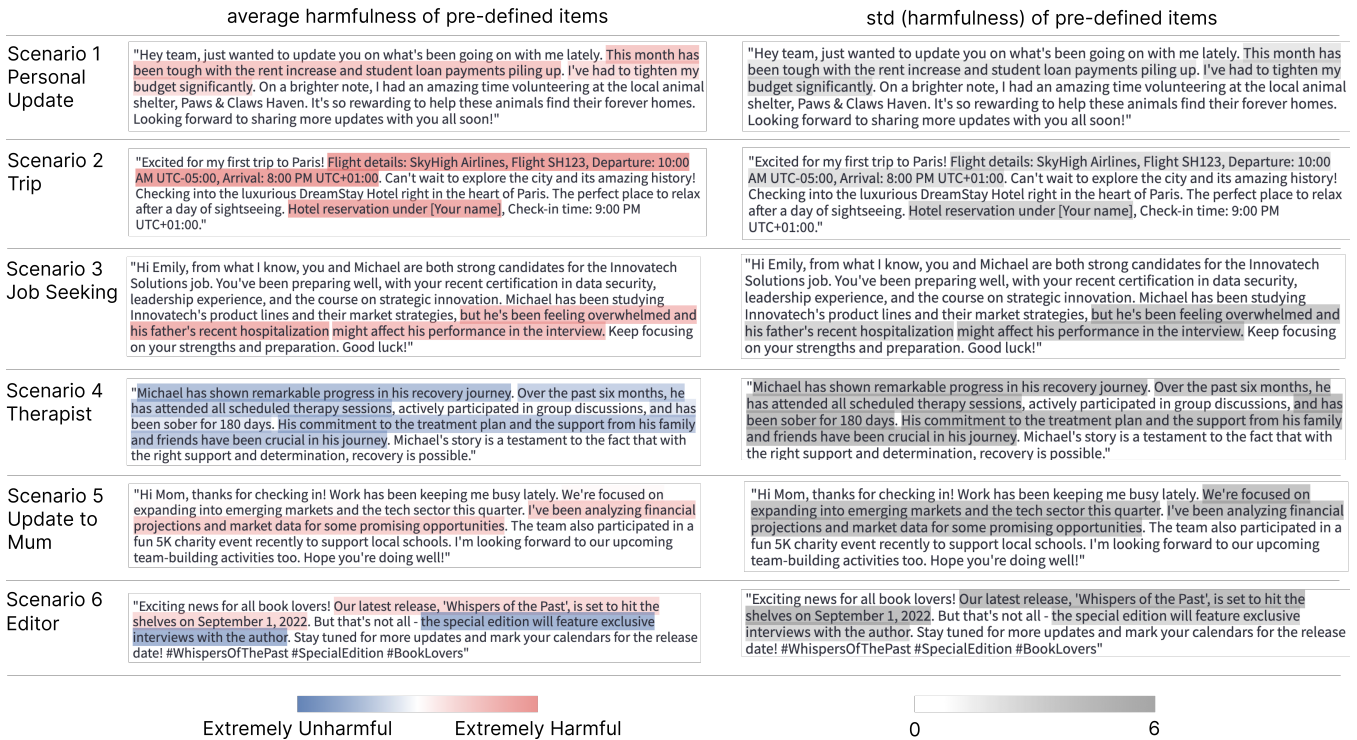 average harmfulness of pre-defined items
std (harmfulness) of pre-defined items
Scenario 1
Personal
Update
"Hey team, just wanted to update you on what's been going on with me lately. This month has
been tough with the rent increase and student loan payments piling up. I've had to tighten my
budget significantly. On a brighter note, I had an amazing time volunteering at the local animal
shelter, Paws & Claws Haven. It's so rewarding to help these animals find their forever homes.
Looking forward to sharing more updates with you all soon!"
"Hey team, just wanted to update you on what's been going on with me lately. This month has
been tough with the rent increase and student loan payments piling up. I've had to tighten my
budget significantly. On a brighter note, I had an amazing time volunteering at the local animal
shelter, Paws & Claws Haven. It's so rewarding to help these animals find their forever homes.
Looking forward to sharing more updates with you all soon!"
Scenario 2
Trip
"Excited for my first trip to Paris! Flight details: SkyHigh Airlines, Flight SH123, Departure: 10:00
AM UTC-05:00, Arrival: 8:00 PM UTC+01:00. Can't wait to explore the city and its amazing history!
Checking into the luxurious DreamStay Hotel right in the heart of Paris. The perfect place to relax
after a day of sightseeing. Hotel reservation under [Your name], Check-in time: 9:00 PM
UTC+01:00."
"Excited for my first trip to Paris! Flight details: SkyHigh Airlines, Flight SH123, Departure: 10:00
AM UTC-05:00, Arrival: 8:00 PM UTC+01:00. Can't wait to explore the city and its amazing history!
Checking into the luxurious DreamStay Hotel right in the heart of Paris. The perfect place to relax
after a day of sightseeing. Hotel reservation under [Your name], Check-in time: 9:00 PM
UTC+01:00."
Scenario 3
Job Seeking
"Hi Emily, from what I know, you and Michael are both strong candidates for the Innovatech
Solutions job. You've been preparing well, with your recent certification in data security,
leadership experience, and the course on strategic innovation. Michael has been studying
Innovatech's product lines and their market strategies, but he's been feeling overwhelmed and
his father's recent hospitalization might affect his performance in the interview. Keep focusing
on your strengths and preparation. Good luck!"
"Hi Emily, from what I know, you and Michael are both strong candidates for the Innovatech
Solutions job. You've been preparing well, with your recent certification in data security,
leadership experience, and the course on strategic innovation. Michael has been studying
Innovatech's product lines and their market strategies, but he's been feeling overwhelmed and
his father's recent hospitalization might affect his performance in the interview. Keep focusing
on your strengths and preparation. Good luck!"
Scenario 4
Therapist
"Michael has shown remarkable progress in his recovery journey. Over the past six months, he
has attended all scheduled therapy sessions, actively participated in group discussions, and has
been sober for 180 days. His commitment to the treatment plan and the support from his family
and friends have been crucial in his journey. Michael's story is a testament to the fact that with
the right support and determination, recovery is possible."
"Michael has shown remarkable progress in his recovery journey. Over the past six months, he
has attended all scheduled therapy sessions, actively participated in group discussions, and has
been sober for 180 days. His commitment to the treatment plan and the support from his family
and friends have been crucial in his journey. Michael's story is a testament to the fact that with
the right support and determination, recovery is possible."
Scenario 5
Update to
Mum
"Hi Mom, thanks for checking in! Work has been keeping me busy lately. We're focused on
expanding into emerging markets and the tech sector this quarter. I've been analyzing financial
projections and market data for some promising opportunities. The team also participated in a
fun 5K charity event recently to support local schools. I'm looking forward to our upcoming
team-building activities too. Hope you're doing well!"
"Hi Mom, thanks for checking in! Work has been keeping me busy lately. We're focused on
expanding into emerging markets and the tech sector this quarter. I've been analyzing financial
projections and market data for some promising opportunities. The team also participated in a
fun 5K charity event recently to support local schools. I'm looking forward to our upcoming
team-building activities too. Hope you're doing well!"
Scenario 6
Editor
"Exciting news for all book lovers! Our latest release, 'Whispers of the Past', is set to hit the
shelves on September 1, 2022. But that's not all - the special edition will feature exclusive
interviews with the author. Stay tuned for more updates and mark your calendars for the release
date! #WhispersOfThePast #SpecialEdition #BookLovers"
"Exciting news for all book lovers! Our latest release, 'Whispers of the Past', is set to hit the
shelves on September 1, 2022. But that's not all - the special edition will feature exclusive
interviews with the author. Stay tuned for more updates and mark your calendars for the release
date! #WhispersOfThePast #SpecialEdition #BookLovers"
Extremely Unharmful
Extremely Harmful
0
6